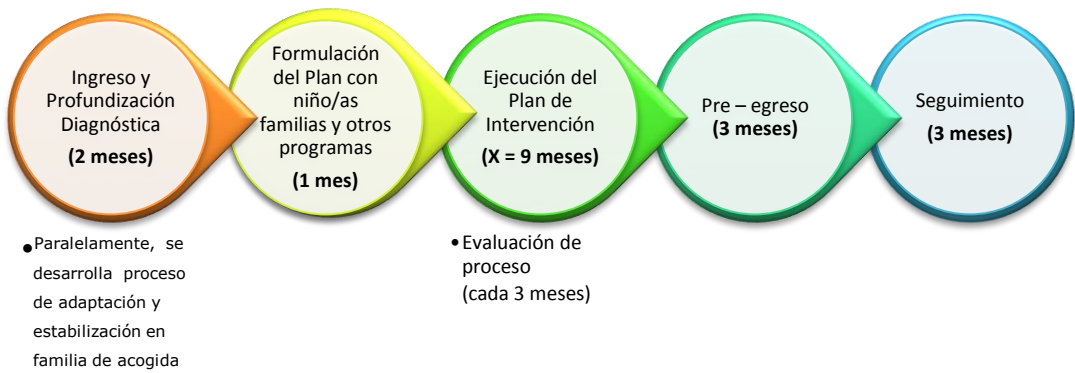 Ingreso y
Profundización
Diagnóstica
(2 meses)
Formulación
del Plan con
niño/as
familias y otros
programas
(1 mes)
Ejecución del
Plan de
Intervención
(X = 9 meses)
Pre – egreso
(3 meses)
Seguimiento
(3 meses)
•Paralelamente, se
desarrolla proceso
de adaptación y
estabilización en
familia de acogida
•Evaluación de
proceso
(cada 3 meses)